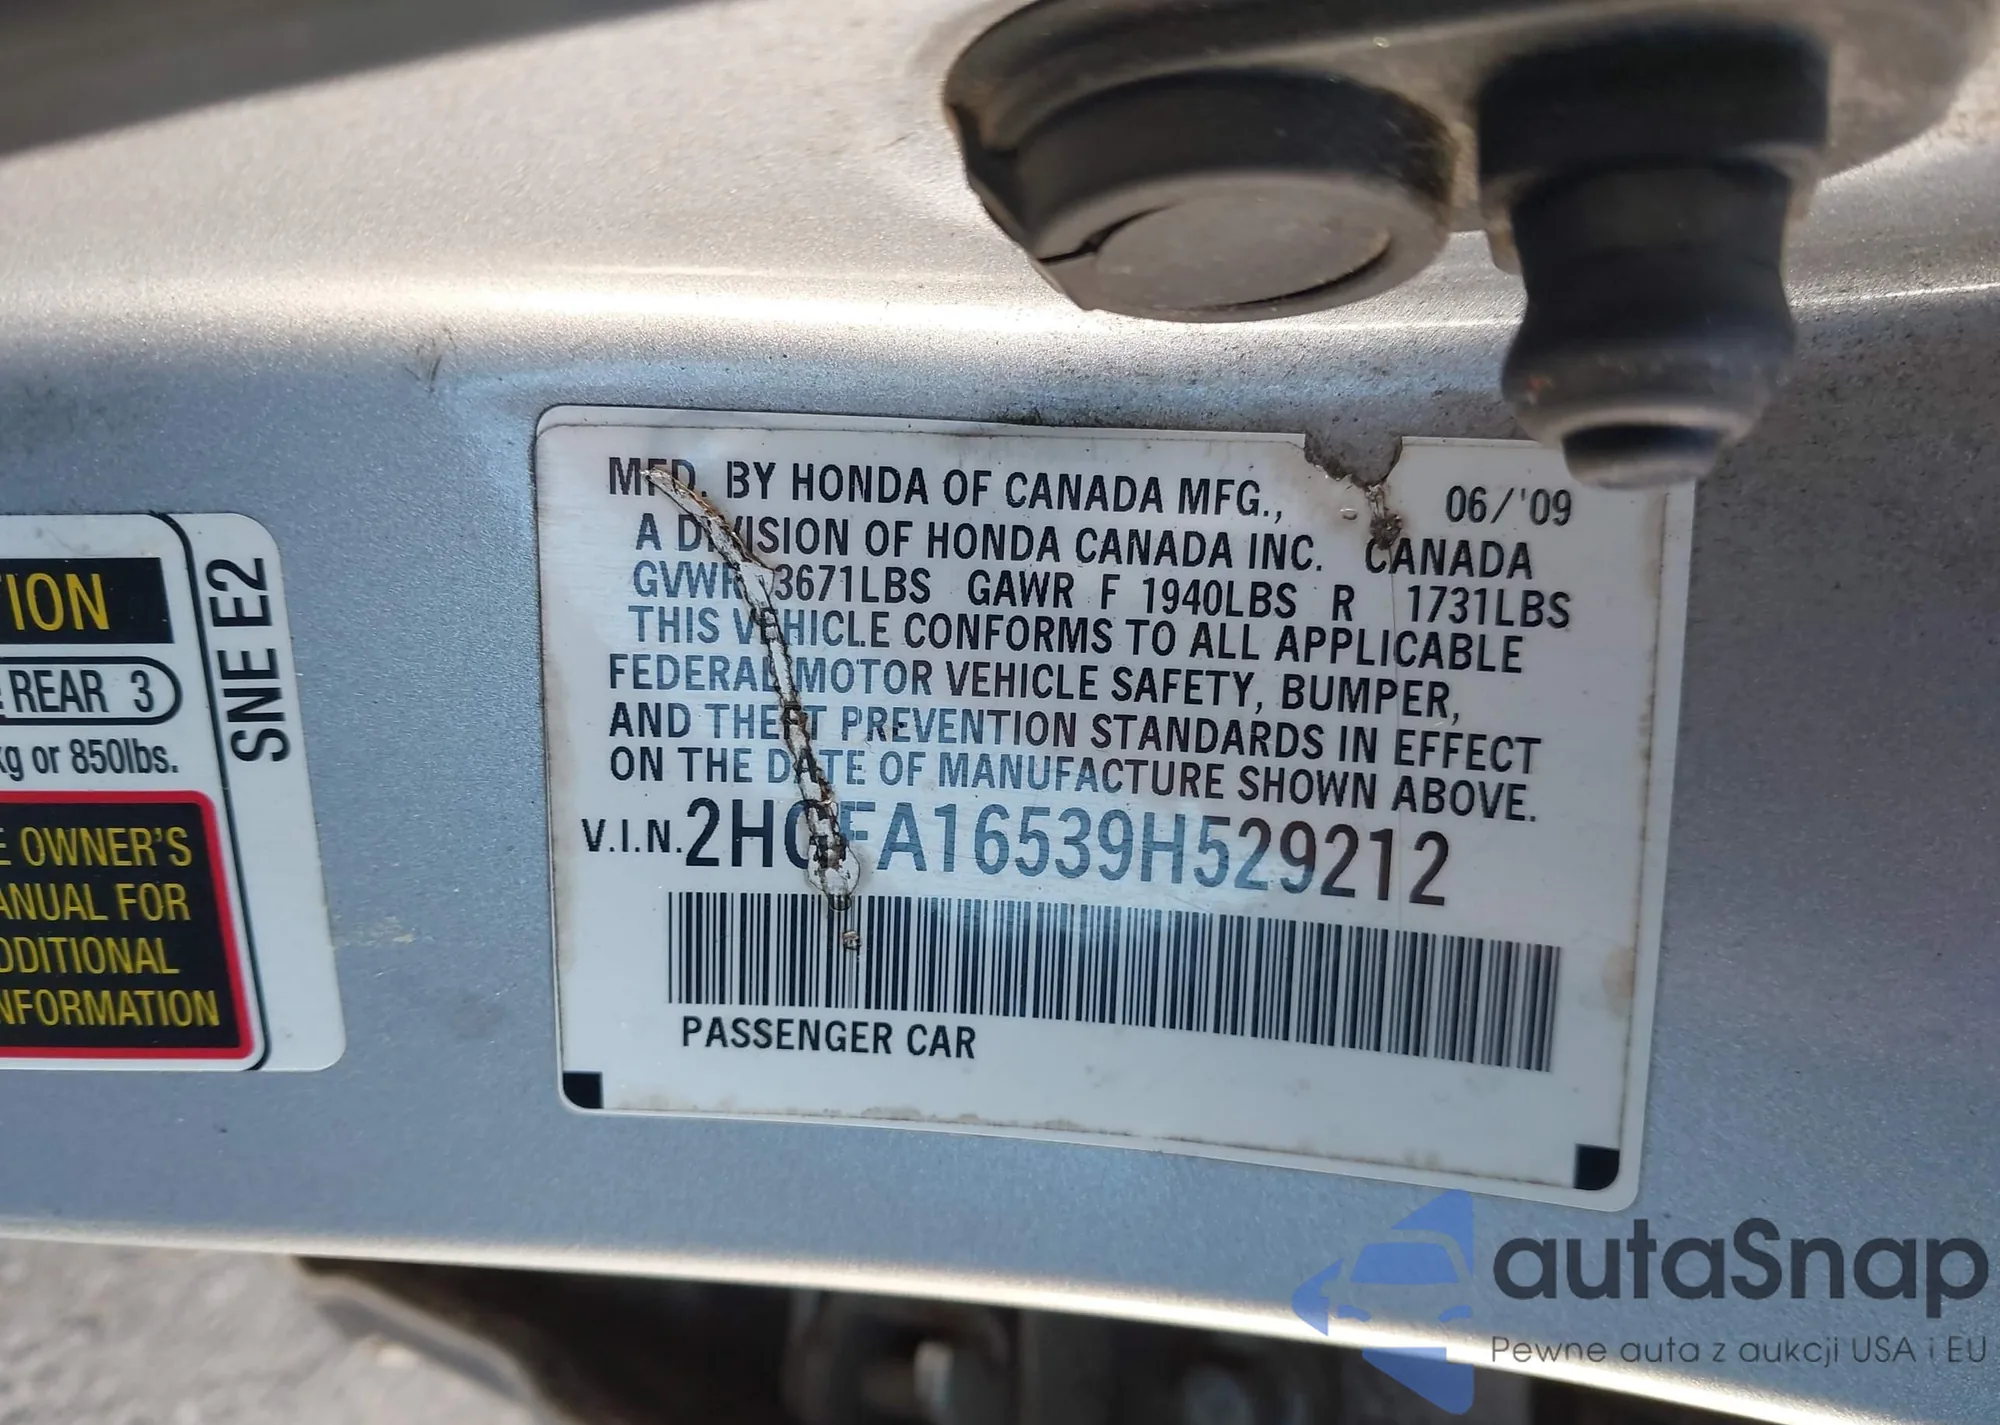 TION
REAR 3
kg or 850lbs.
E OWNER'S
ANUAL FOR
DDITIONAL
NFORMATION
SNE E2
MFD. BY HONDA OF CANADA MFG., 06/'09
A DIVISION OF HONDA CANADA INC. CANADA
GVWR 3671LBS GAWR F 1940LBS R 1731LBS
THIS VEHICLE CONFORMS TO ALL APPLICABLE
FEDERAL MOTOR VEHICLE SAFETY, BUMPER,
AND THEFT PREVENTION STANDARDS IN EFFECT
ON THE DATE OF MANUFACTURE SHOWN ABOVE.
V.I.N. 2HGFA16539H529212
PASSENGER CAR
autaSnap
Pewne auta z aukcji USA i EU